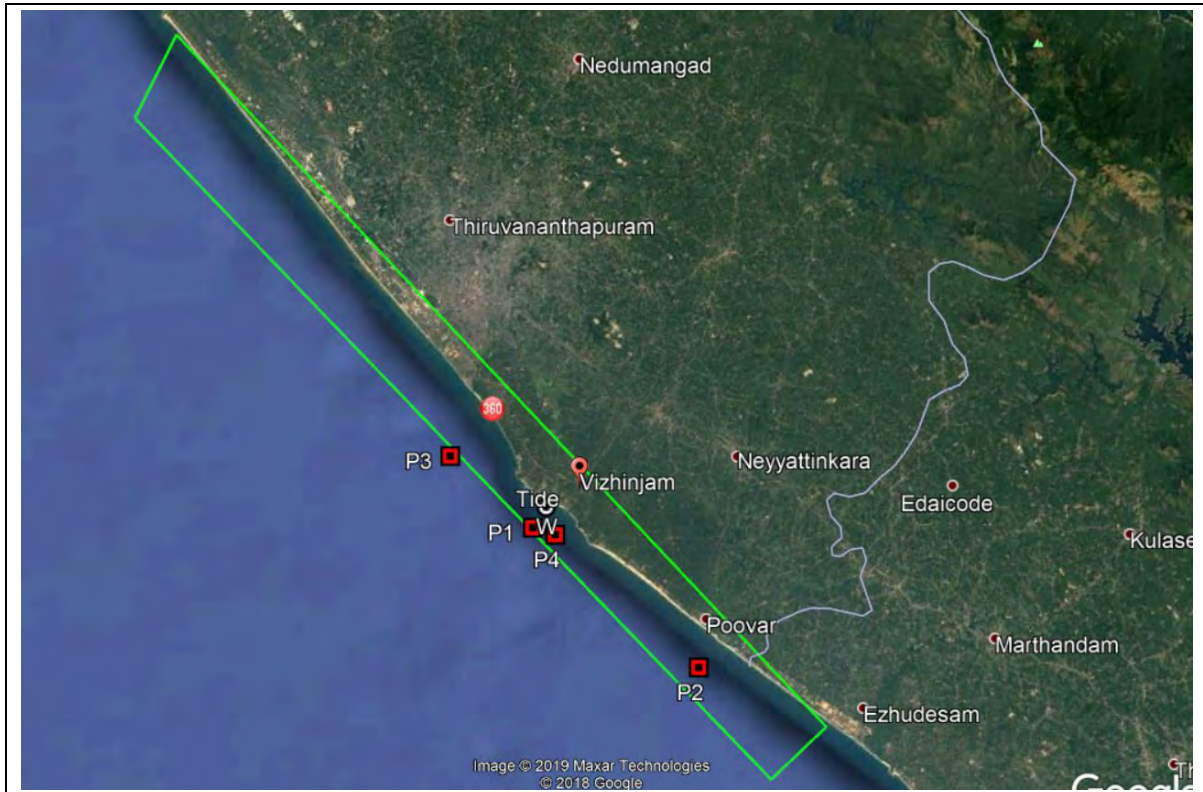 Nedumangad
Thiruvananthapuram
360
P3
Neyyattinkara
Vizhinjam
Edaicode
Tide
P1
W
Kulase
P4
Poovar
Marthandam
P2
Ezhudesam
Image © 2019 Maxar Technologies
© 2018 Google
Th
Google